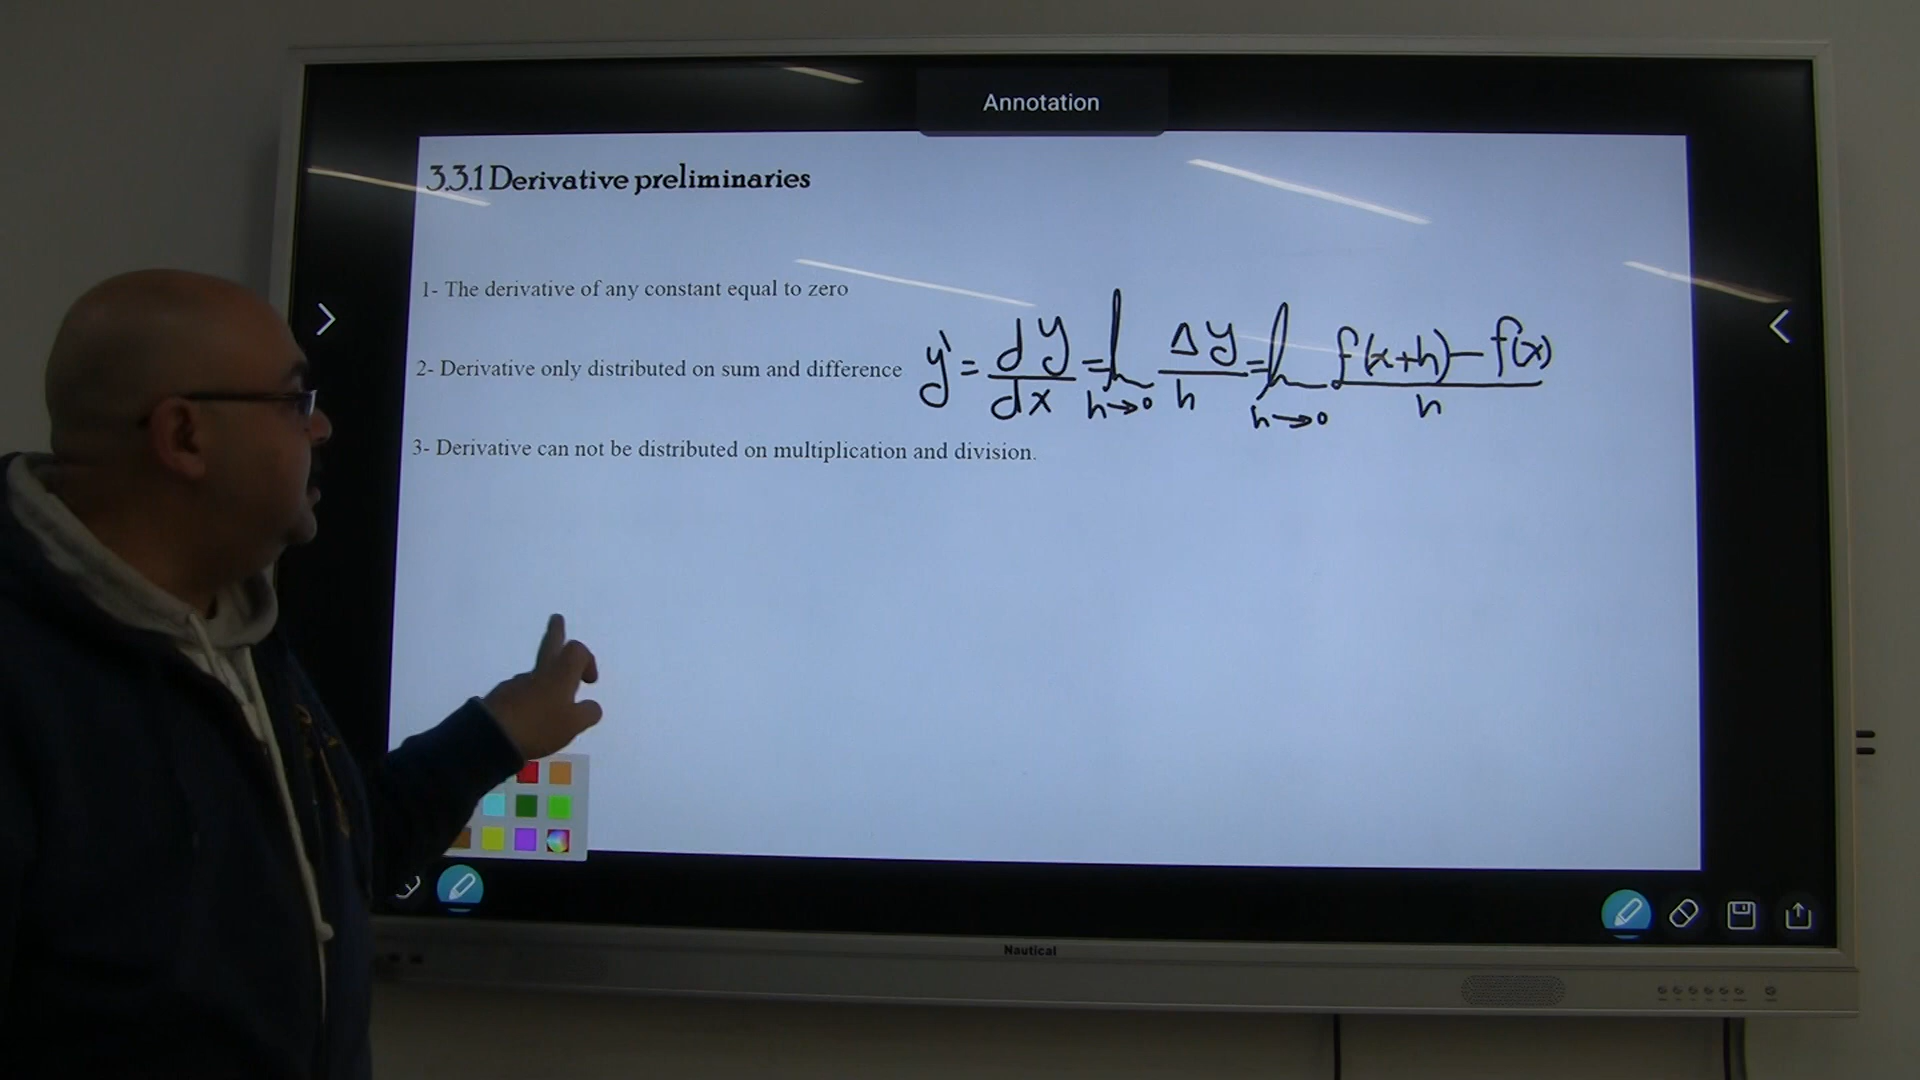 Annotation
3.3.1 Derivative preliminaries
1- The derivative of any constant equal to zero
2- Derivative only distributed on sum and difference
y' = dy/dx = lim h→0 Δy/h = lim h→0 f(x+h) - f(x)/h
3- Derivative can not be distributed on multiplication and division.
Nautical